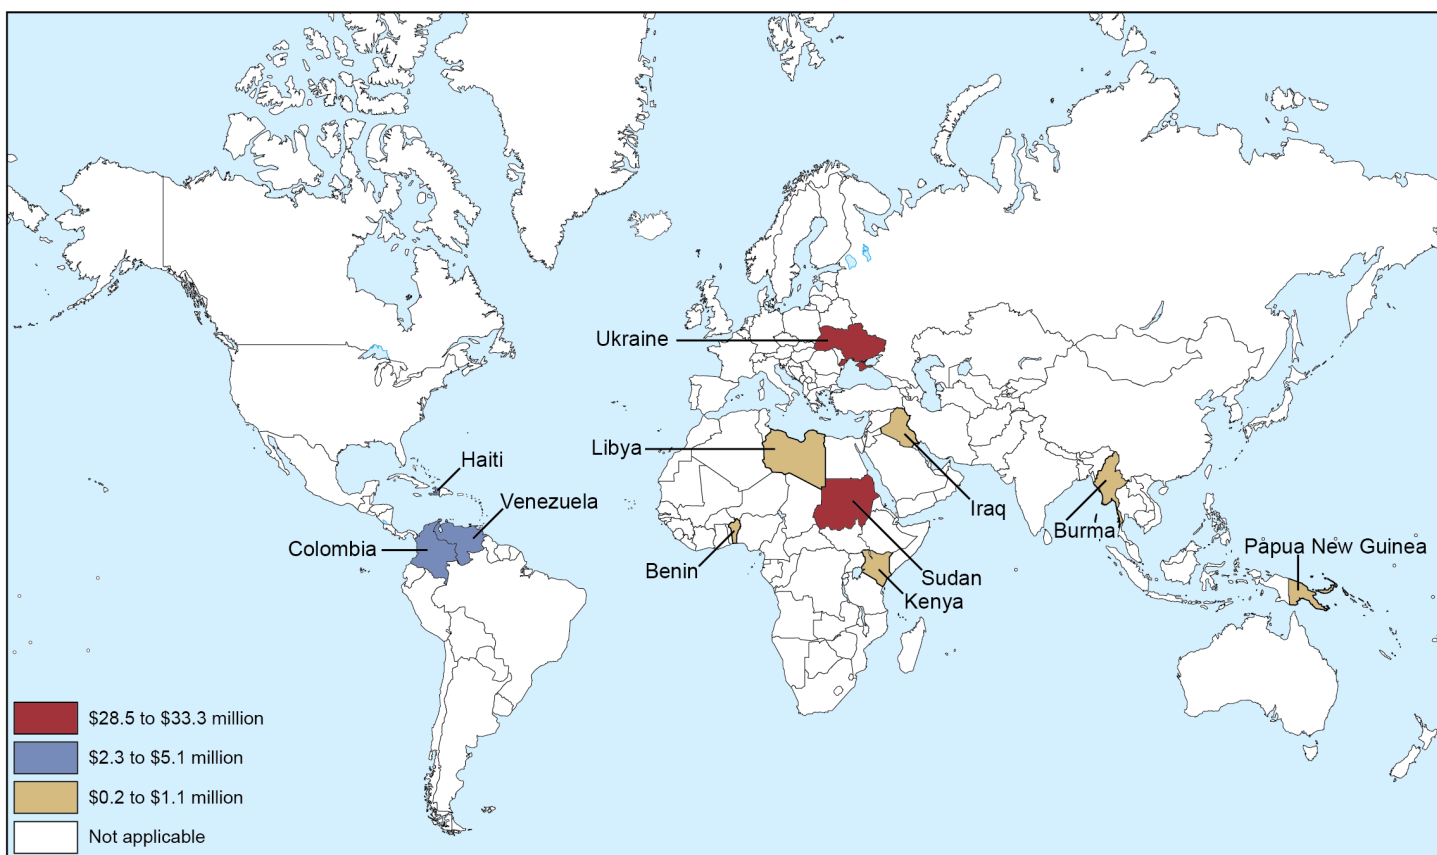 Ukraine
Libya
Haiti
Venezuela
Iraq
Burma
Colombia
Papua New Guinea
Benin
Sudan
Kenya
$28.5 to $33.3 million
$2.3 to $5.1 million
$0.2 to $1.1 million
Not applicable